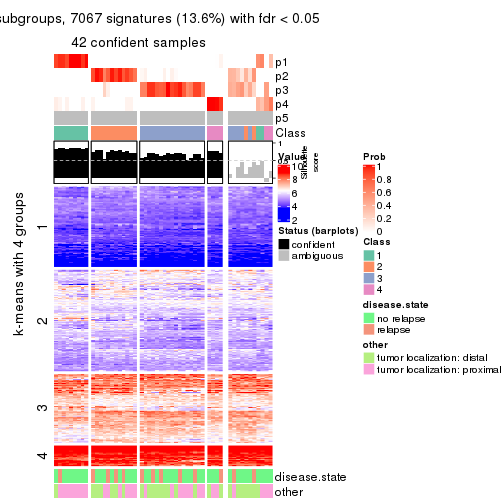 subgroups, 7067 signatures (13.6%) with fdr < 0.05
42 confident samples
p1
p2
p3
p4
p5
Class
1
0
Silhouette
score
k-means with 4 groups
1
2
3
4
disease.state
other
Value
10
8
6
4
2
Status (barplots)
confident
ambiguous
Prob
1
0.8
0.6
0.4
0.2
0
Class
1
2
3
4
disease.state
no relapse
relapse
other
tumor localization: distal
tumor localization: proximal